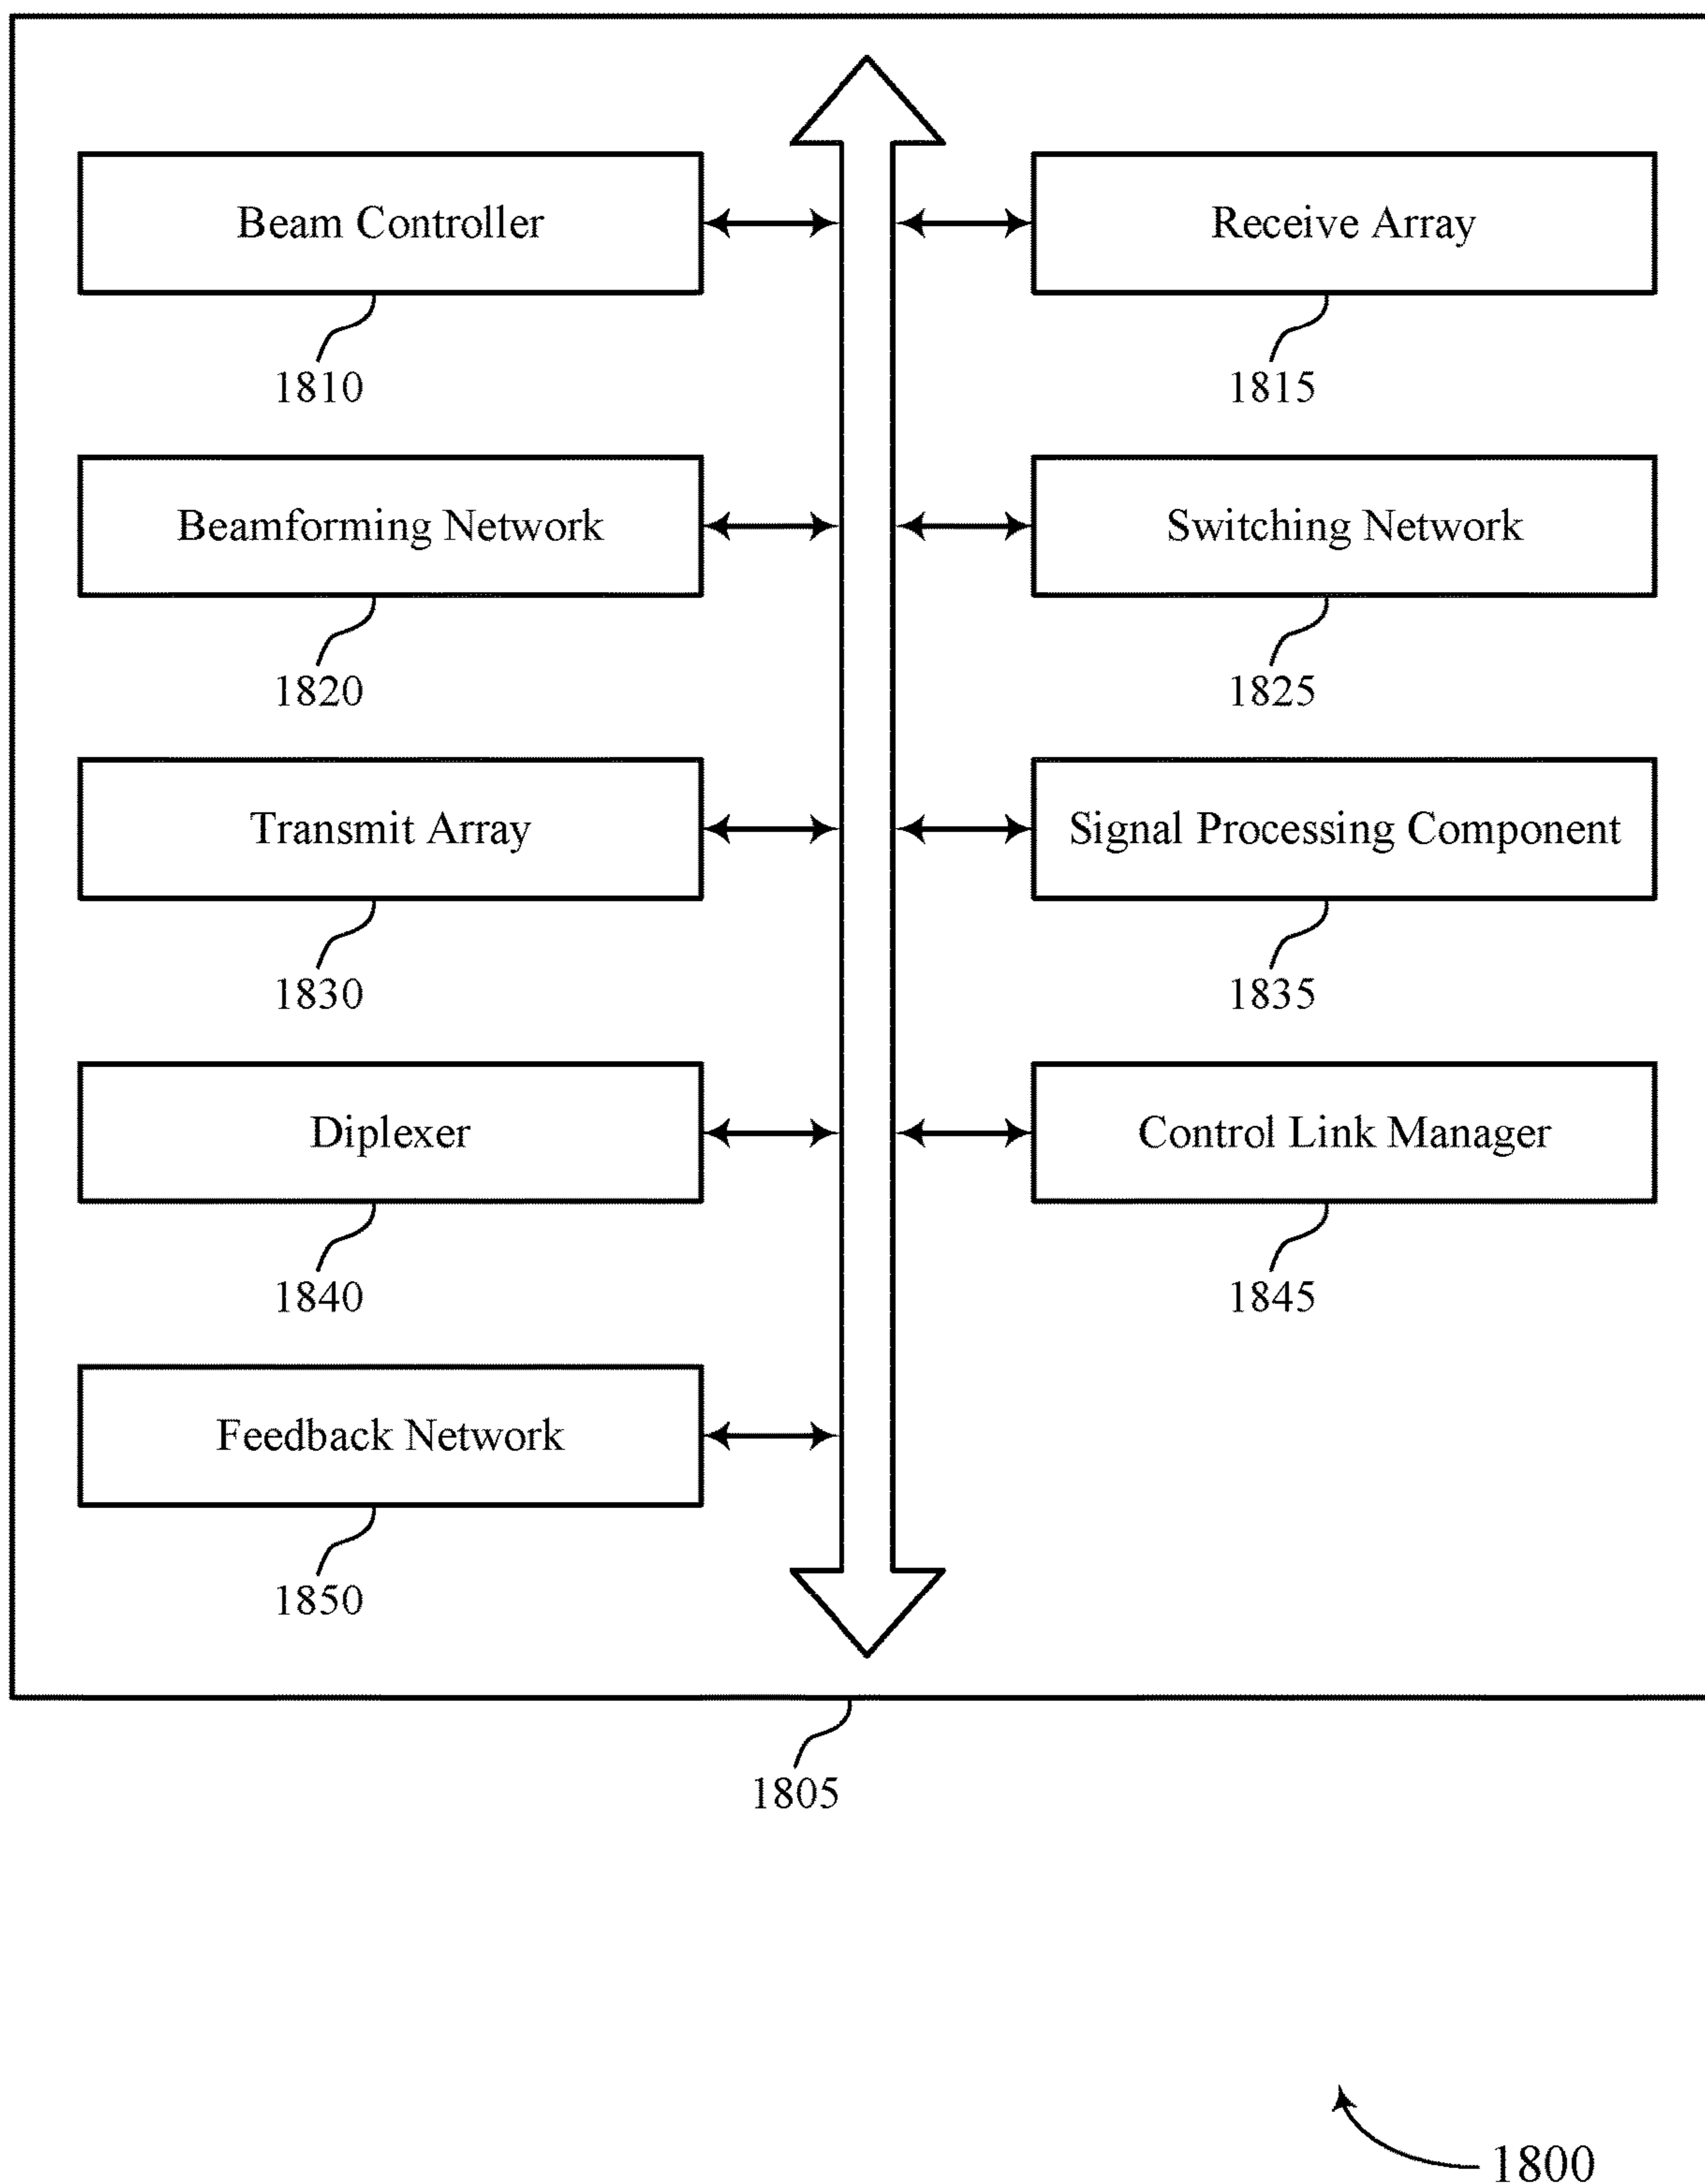 Beam Controller
Receive Array
1810
1815
Beamforming Network
Switching Network
1820
1825
Transmit Array
Signal Processing Component
1830
1835
Diplexer
Control Link Manager
1840
1845
Feedback Network
1850
1805
1800